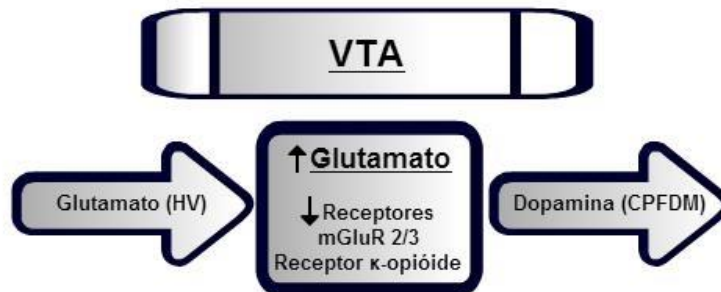 VTA
Glutamato (HV)
↑Glutamato
↓Receptores
mGluR 2/3
Receptor κ-opióide
Dopamina (CPFDM)